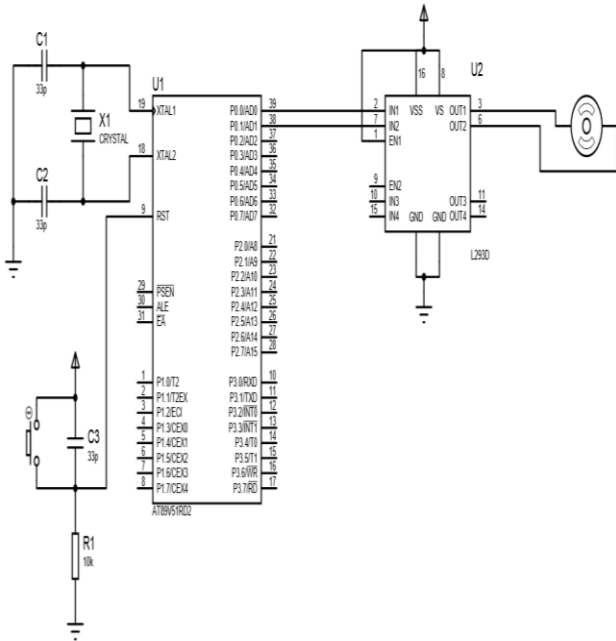 C1
33p
X1
CRYSTAL
C2
33p
U1
19 XTAL1
18 XTAL2
9 RST
29 PSEN
30 ALE
31 EA
1 P1.0/T2
2 P1.1/T2EX
3 P1.2/ECI
4 P1.3/CEX0
5 P1.4/CEX1
6 P1.5/CEX2
7 P1.6/CEX3
8 P1.7/CEX4
P0.0/AD0 39
P0.1/AD1 38
P0.2/AD2 37
P0.3/AD3 36
P0.4/AD4 35
P0.5/AD5 34
P0.6/AD6 33
P0.7/AD7 32
P2.0/A8 21
P2.1/A9 22
P2.2/A10 23
P2.3/A11 24
P2.4/A12 25
P2.5/A13 26
P2.6/A14 27
P2.7/A15 28
P3.0/RXD 10
P3.1/TXD 11
P3.2/INT0 12
P3.3/INT1 13
P3.4/T0 14
P3.5/T1 15
P3.6/WR 16
P3.7/RD 17
AT89V51RD2
C3
33p
R1
10k
U2
16 8
VSS VS
2 IN1
7 IN2
1 EN1
9 EN2
10 IN3
15 IN4
OUT1 3
OUT2 6
OUT3 11
OUT4 14
GND GND
L293D